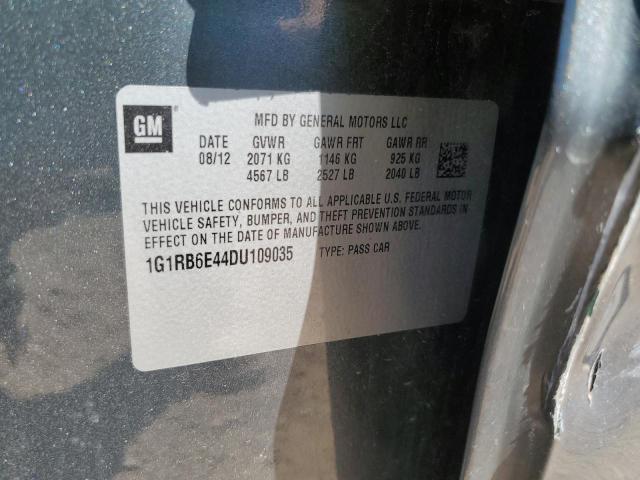 GM
MFD BY GENERAL MOTORS LLC
DATE GVWR GAWR FRT GAWR RR
08/12 2071 KG 1146 KG 925 KG
4567 LB 2527 LB 2040 LB
THIS VEHICLE CONFORMS TO ALL APPLICABLE U.S. FEDERAL MOTOR
VEHICLE SAFETY, BUMPER, AND THEFT PREVENTION STANDARDS IN
EFFECT ON THE DATE OF MANUFACTURE SHOWN ABOVE.
1G1RB6E44DU109035 TYPE: PASS CAR